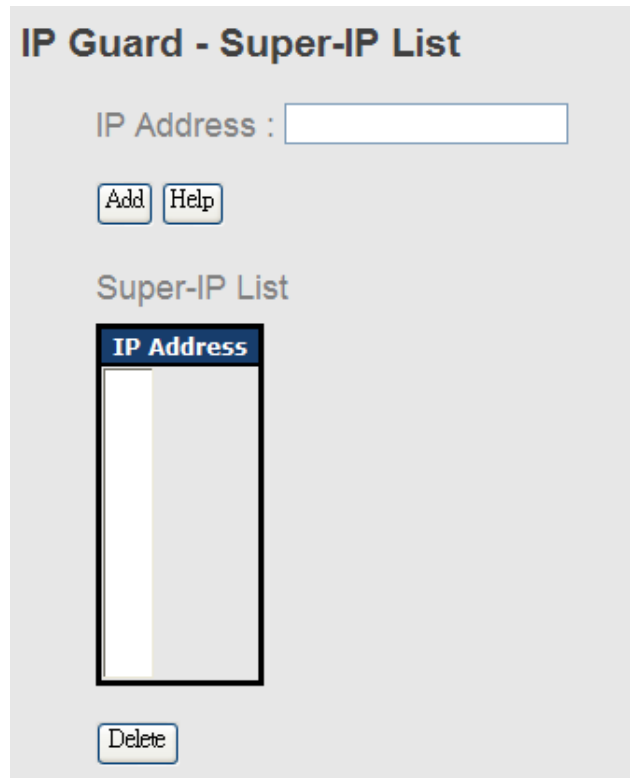 IP Guard - Super-IP List
IP Address :
Add Help
Super-IP List
IP Address
Delete